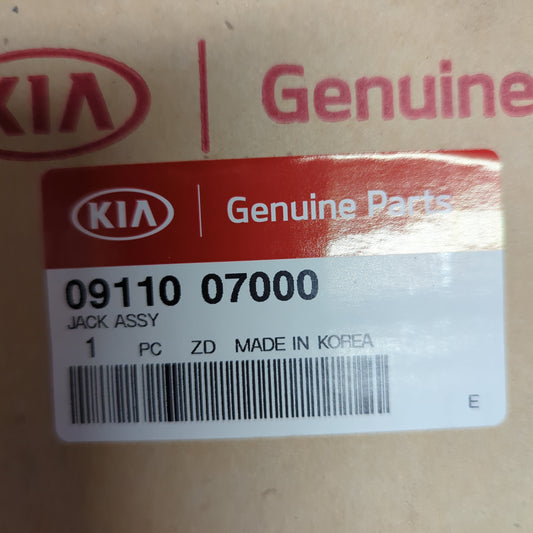 KIA Genuine
KIA Genuine Parts
09110 07000
JACK ASSY
1 PC ZD MADE IN KOREA
E